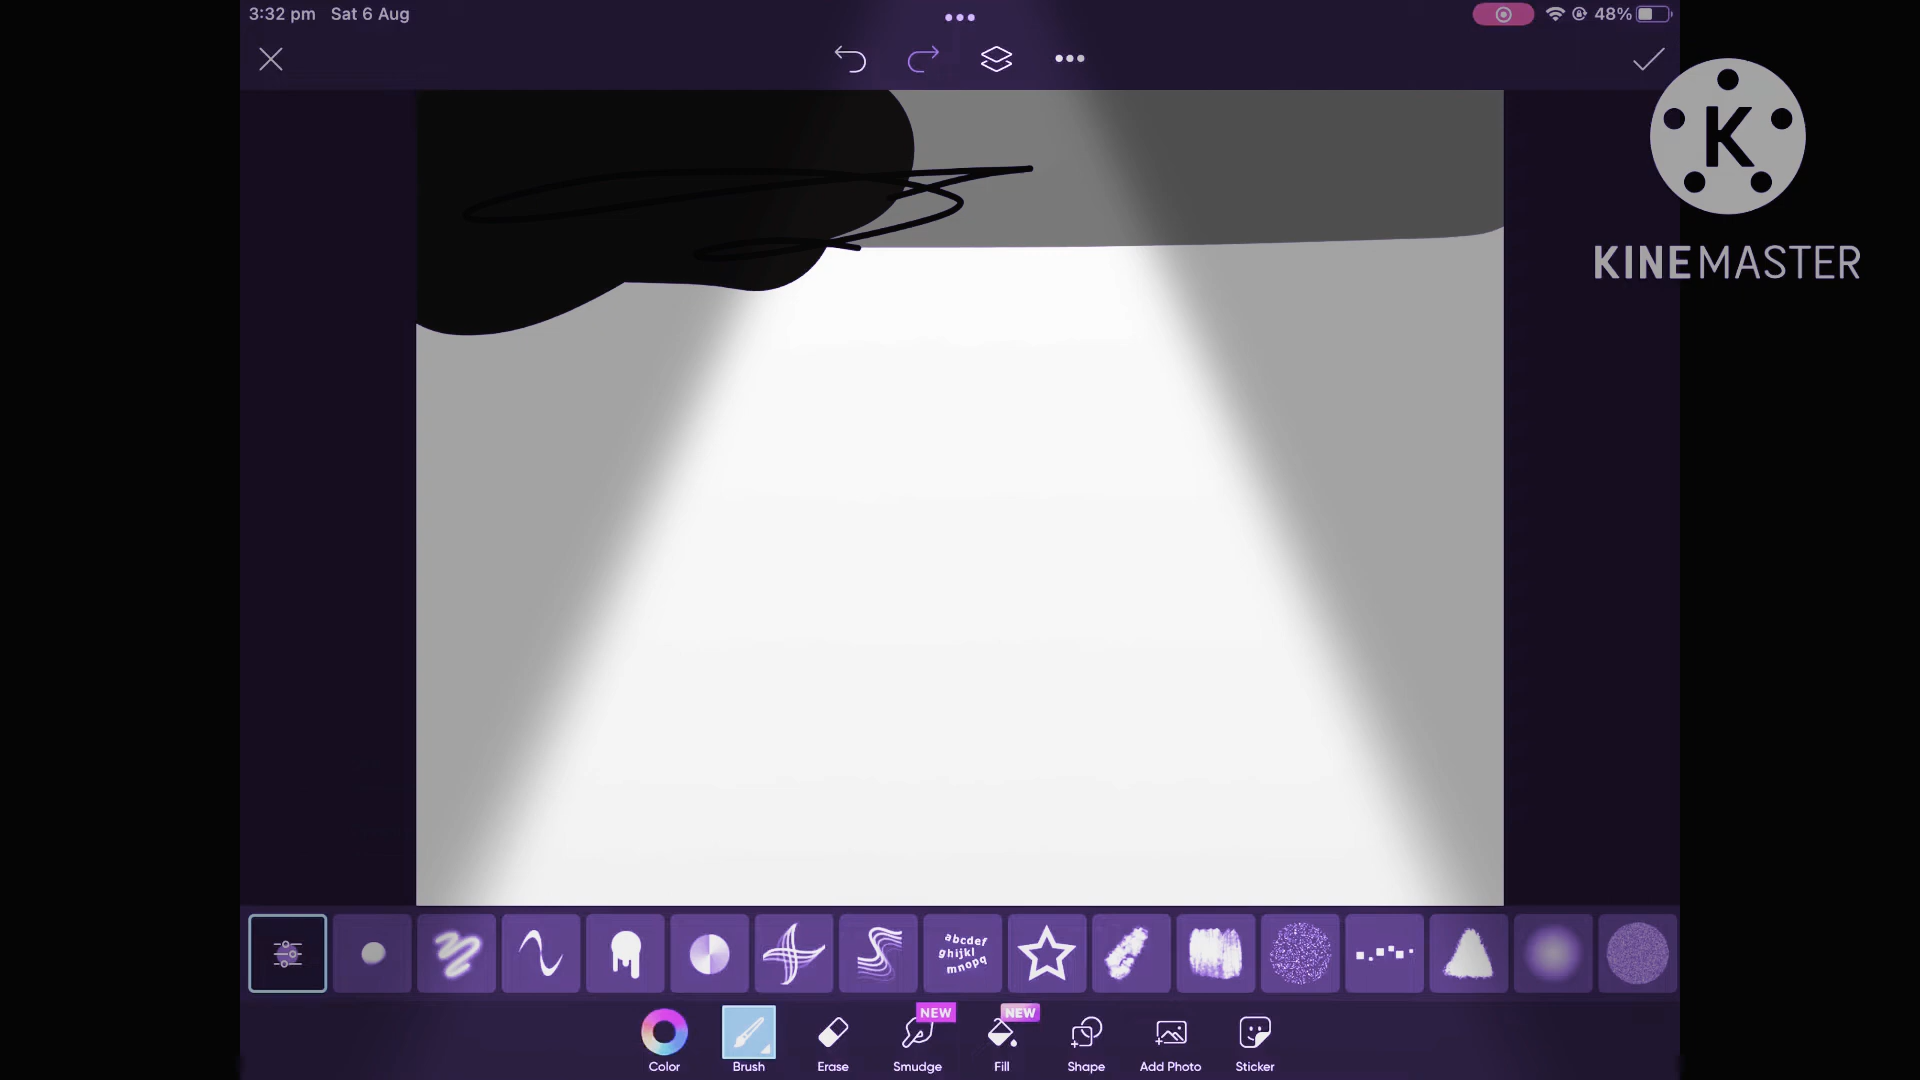 3:32 pm Sat 6 Aug
48%
K
KINEMASTER
abcdef
ghijkl
mnopq
NEW
NEW
Color
Brush
Erase
Smudge
Fill
Shape
Add Photo
Sticker